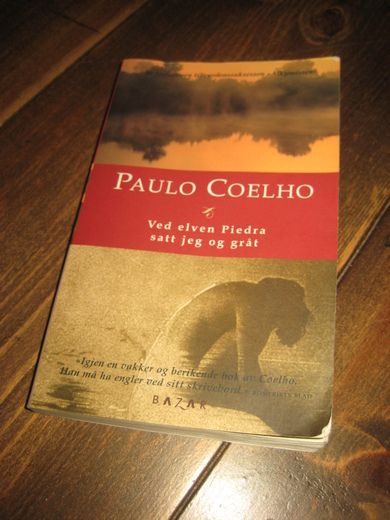 PAULO COELHO
Ved elven Piedra
satt jeg og gråt
«Igjen en vakker og berikende bok av Coelho.
Han må ha engler ved sitt skrivebord.»
BAZAR